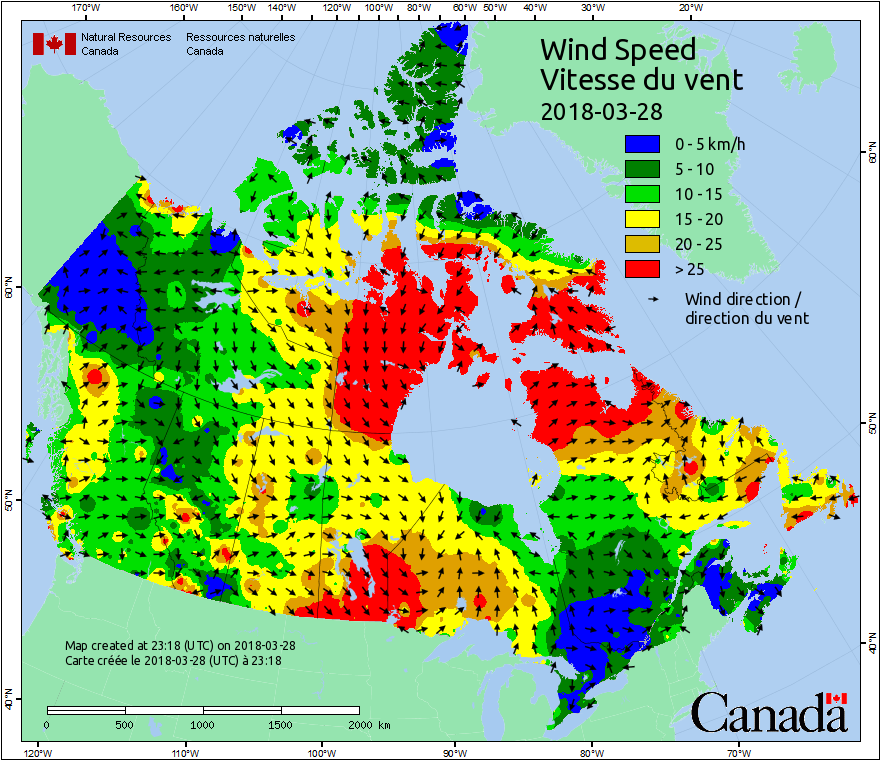 170°W 160°W 150°W 140°W 120°W 100°W 80°W 60°W 50°W 40°W 30°W 20°W
Natural Resources Canada
Ressources naturelles Canada
Wind Speed
Vitesse du vent
2018-03-28
0 - 5 km/h
5 - 10
10 - 15
15 - 20
20 - 25
> 25
Wind direction /
direction du vent
60°N
50°N
40°N
60°N
50°N
40°N
Map created at 23:18 (UTC) on 2018-03-28
Carte créée le 2018-03-28 (UTC) à 23:18
0 500 1000 1500 2000 km
Canada
120°W 110°W 100°W 90°W 80°W 70°W